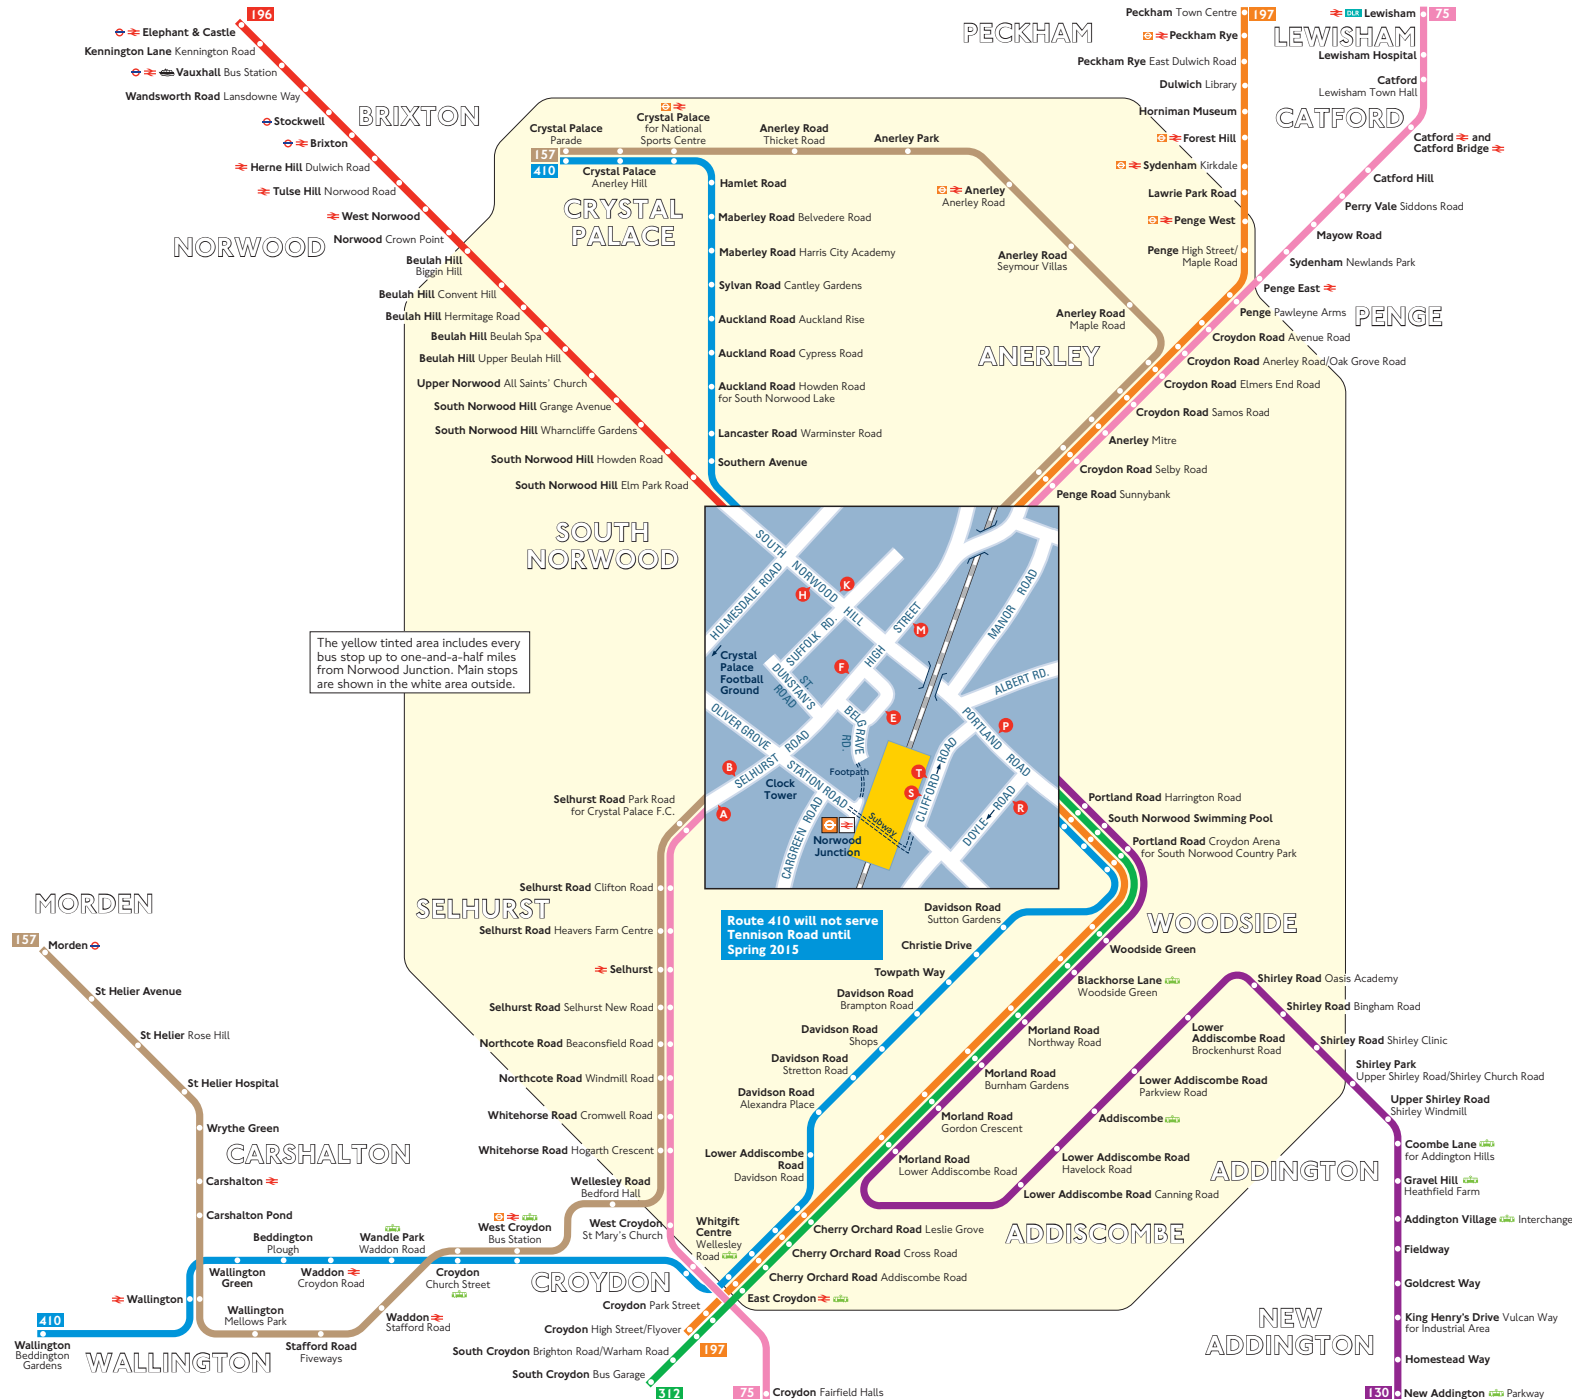 196
Elephant & Castle
Kennington Lane Kennington Road
Vauxhall Bus Station
Wandsworth Road Lansdowne Way
Stockwell
Brixton
Herne Hill Dulwich Road
Tulse Hill Norwood Road
West Norwood
Norwood Crown Point
Beulah Hill
Biggin Hill
Beulah Hill Convent Hill
Beulah Hill Hermitage Road
Beulah Hill Beulah Spa
Beulah Hill Upper Beulah Hill
Upper Norwood All Saints' Church
South Norwood Hill Grange Avenue
South Norwood Hill Wharncliffe Gardens
South Norwood Hill Howden Road
South Norwood Hill Elm Park Road
BRIXTON
NORWOOD
SOUTH
NORWOOD
157
410
Crystal Palace
Parade
Crystal Palace
for National
Sports Centre
Crystal Palace
Anerley Hill
Anerley Road
Thicket Road
Anerley Park
Anerley
Anerley Road
Anerley Road
Seymour Villas
Anerley Road
Maple Road
CRYSTAL
PALACE
ANERLEY
Hamlet Road
Maberley Road Belvedere Road
Maberley Road Harris City Academy
Sylvan Road Cantley Gardens
Auckland Road Auckland Rise
Auckland Road Cypress Road
Auckland Road Howden Road
for South Norwood Lake
Lancaster Road Warminster Road
Southern Avenue
PECKHAM
197
Peckham Town Centre
Peckham Rye
Peckham Rye East Dulwich Road
Dulwich Library
Horniman Museum
Forest Hill
Sydenham Kirkdale
Lawrie Park Road
Penge West
Penge High Street/
Maple Road
75
DLR Lewisham
LEWISHAM
Lewisham Hospital
Catford
Lewisham Town Hall
CATFORD
Catford and
Catford Bridge
Catford Hill
Perry Vale Siddons Road
Mayow Road
Sydenham Newlands Park
Penge East
PENGE
Penge Pawleyne Arms
Croydon Road Avenue Road
Croydon Road Anerley Road/Oak Grove Road
Croydon Road Elmers End Road
Croydon Road Samos Road
Anerley Mitre
Croydon Road Selby Road
Penge Road Sunnybank
The yellow tinted area includes every
bus stop up to one-and-a-half miles
from Norwood Junction. Main stops
are shown in the white area outside.
SOUTH NORWOOD HILL
HOLMESDALE ROAD
SUFFOLK RD.
HIGH STREET
MANOR ROAD
ALBERT RD.
ST. DUNSTAN'S ROAD
BELGRAVE RD.
OLIVER GROVE
STATION ROAD
SELHURST ROAD
PORTLAND ROAD
CLIFFORD ROAD
DOYLE ROAD
CARGREEN ROAD
Crystal
Palace
Football
Ground
Clock
Tower
Footpath
Subway
Norwood
Junction
H
K
M
F
E
P
B
A
T
S
R
Selhurst Road Park Road
for Crystal Palace F.C.
Selhurst Road Clifton Road
Selhurst Road Heavers Farm Centre
Selhurst
Selhurst Road Selhurst New Road
Northcote Road Beaconsfield Road
Northcote Road Windmill Road
Whitehorse Road Cromwell Road
Whitehorse Road Hogarth Crescent
Wellesley Road
Bedford Hall
West Croydon
St Mary's Church
SELHURST
Route 410 will not serve
Tennison Road until
Spring 2015
Portland Road Harrington Road
South Norwood Swimming Pool
Portland Road Croydon Arena
for South Norwood Country Park
WOODSIDE
Woodside Green
Blackhorse Lane
Woodside Green
Morland Road
Northway Road
Morland Road
Burnham Gardens
Morland Road
Gordon Crescent
Morland Road
Lower Addiscombe Road
Davidson Road
Sutton Gardens
Christie Drive
Towpath Way
Davidson Road
Brampton Road
Davidson Road
Shops
Davidson Road
Stretton Road
Davidson Road
Alexandra Place
Lower Addiscombe
Road
Davidson Road
Whitgift
Centre
Wellesley
Road
Cherry Orchard Road Leslie Grove
Cherry Orchard Road Cross Road
Cherry Orchard Road Addiscombe Road
East Croydon
Shirley Road Oasis Academy
Shirley Road Bingham Road
Shirley Road Shirley Clinic
Shirley Park
Upper Shirley Road/Shirley Church Road
Upper Shirley Road
Shirley Windmill
Lower
Addiscombe Road
Brockenhurst Road
Lower Addiscombe Road
Parkview Road
Addiscombe
Lower Addiscombe Road
Havelock Road
Lower Addiscombe Road Canning Road
ADDISCOMBE
ADDINGTON
Coombe Lane
for Addington Hills
Gravel Hill
Heathfield Farm
Addington Village Interchange
Fieldway
Goldcrest Way
King Henry's Drive Vulcan Way
for Industrial Area
Homestead Way
130
New Addington Parkway
NEW
ADDINGTON
MORDEN
157
Morden
St Helier Avenue
St Helier Rose Hill
St Helier Hospital
Wrythe Green
CARSHALTON
Carshalton
Carshalton Pond
Beddington
Plough
Wandle Park
Waddon Road
West Croydon
Bus Station
Wallington
Green
Waddon
Croydon Road
Croydon
Church Street
CROYDON
Wallington
Wallington
Mellows Park
Waddon
Stafford Road
Stafford Road
Fiveways
410
Wallington
Beddington
Gardens
WALLINGTON
Croydon Park Street
Croydon High Street/Flyover
South Croydon Brighton Road/Warham Road
South Croydon Bus Garage
197
312
75
Croydon Fairfield Halls